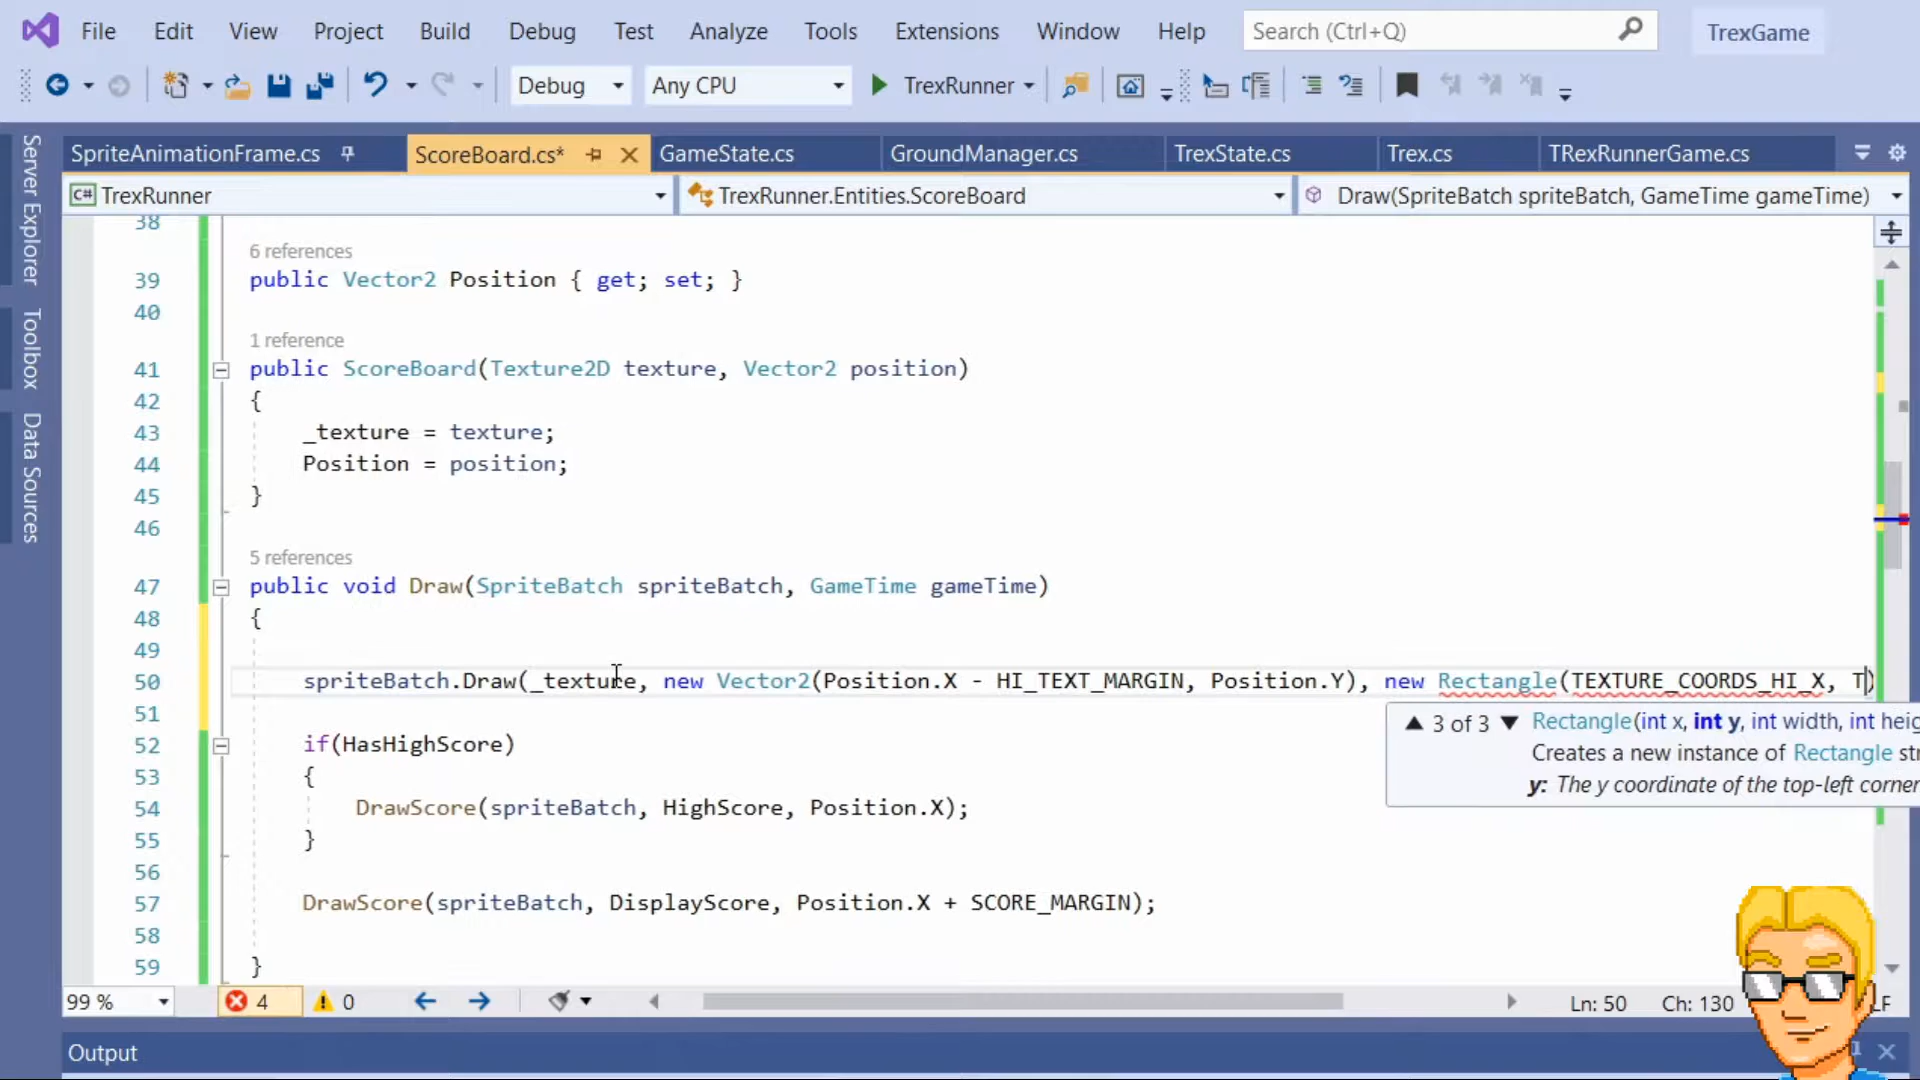 File Edit View Project Build Debug Test Analyze Tools Extensions Window Help Search (Ctrl+Q) TrexGame
Debug Any CPU TrexRunner
SpriteAnimationFrame.cs ScoreBoard.cs* GameState.cs GroundManager.cs TrexState.cs Trex.cs TRexRunnerGame.cs
C# TrexRunner TrexRunner.Entities.ScoreBoard Draw(SpriteBatch spriteBatch, GameTime gameTime)
Server Explorer
Toolbox
Data Sources
38
6 references
39 public Vector2 Position { get; set; }
40
1 reference
41 public ScoreBoard(Texture2D texture, Vector2 position)
42 {
43 _texture = texture;
44 Position = position;
45 }
46
5 references
47 public void Draw(SpriteBatch spriteBatch, GameTime gameTime)
48 {
49
50 spriteBatch.Draw(_texture, new Vector2(Position.X - HI_TEXT_MARGIN, Position.Y), new Rectangle(TEXTURE_COORDS_HI_X, T)
51
▲ 3 of 3 ▼ Rectangle(int x, int y, int width, int heig
Creates a new instance of Rectangle str
y: The y coordinate of the top-left corner
52 if(HasHighScore)
53 {
54 DrawScore(spriteBatch, HighScore, Position.X);
55 }
56
57 DrawScore(spriteBatch, DisplayScore, Position.X + SCORE_MARGIN);
58
59 }
99 % 4 0 Ln: 50 Ch: 130 LF
Output